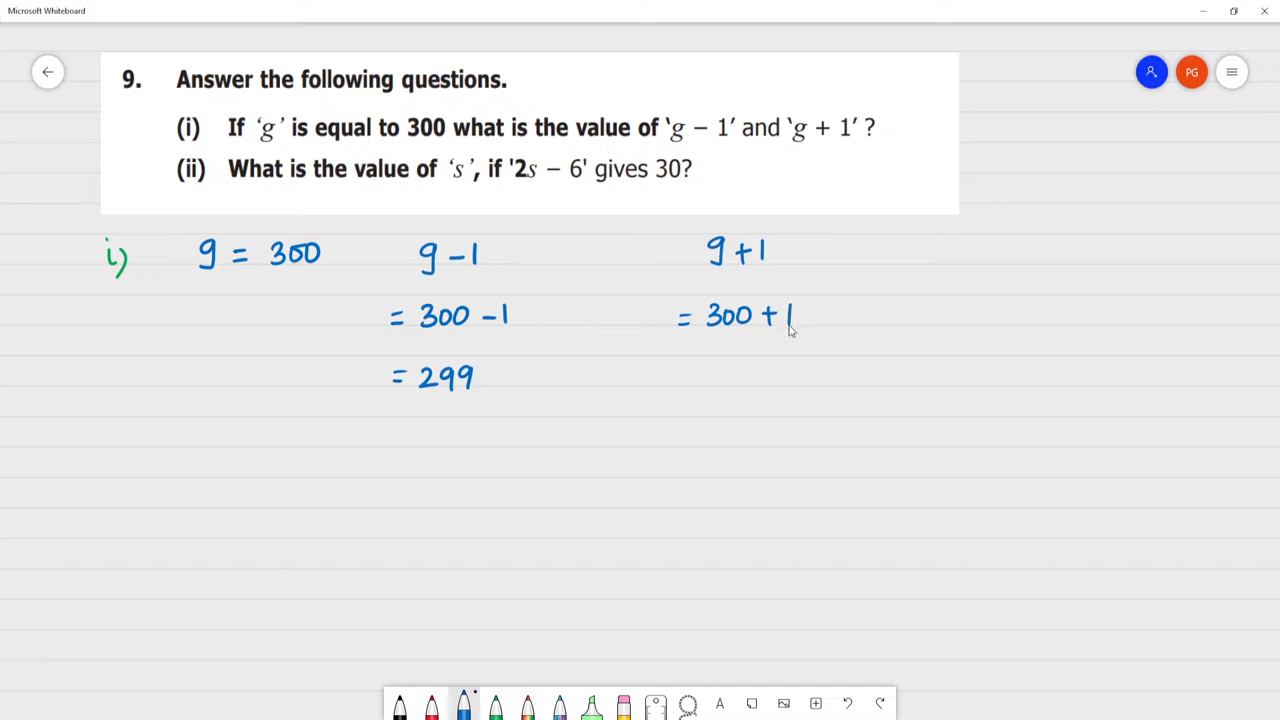 Microsoft Whiteboard
9. Answer the following questions.
(i) If ‘g’ is equal to 300 what is the value of ‘g − 1’ and ‘g + 1’ ?
(ii) What is the value of ‘s’, if '2s − 6' gives 30?
PG
i) g = 300 g - 1 g + 1
= 300 - 1 = 300 + 1
= 299
A